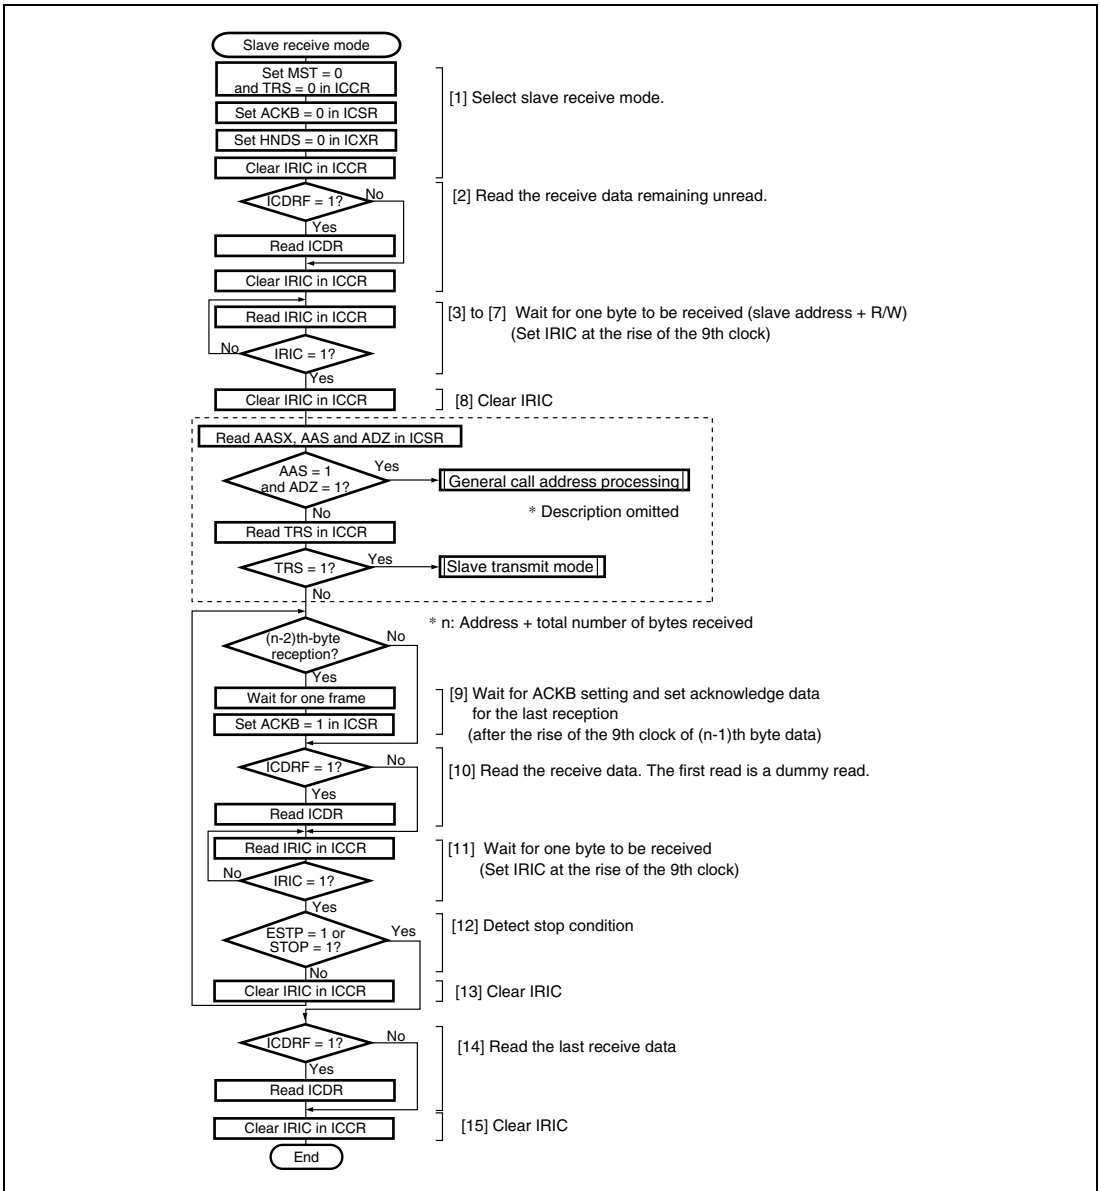 Slave receive mode
Set MST = 0
and TRS = 0 in ICCR
[1] Select slave receive mode.
Set ACKB = 0 in ICSR
Set HNDS = 0 in ICXR
Clear IRIC in ICCR
ICDRF = 1?
No
[2] Read the receive data remaining unread.
Yes
Read ICDR
Clear IRIC in ICCR
Read IRIC in ICCR
[3] to [7] Wait for one byte to be received (slave address + R/W)
(Set IRIC at the rise of the 9th clock)
No
IRIC = 1?
Yes
Clear IRIC in ICCR
[8] Clear IRIC
Read AASX, AAS and ADZ in ICSR
AAS = 1
and ADZ = 1?
Yes
General call address processing
* Description omitted
No
Read TRS in ICCR
TRS = 1?
Yes
Slave transmit mode
No
* n: Address + total number of bytes received
(n-2)th-byte
reception?
No
Yes
Wait for one frame
[9] Wait for ACKB setting and set acknowledge data
for the last reception
(after the rise of the 9th clock of (n-1)th byte data)
Set ACKB = 1 in ICSR
ICDRF = 1?
No
[10] Read the receive data. The first read is a dummy read.
Yes
Read ICDR
Read IRIC in ICCR
[11] Wait for one byte to be received
(Set IRIC at the rise of the 9th clock)
No
IRIC = 1?
Yes
ESTP = 1 or
STOP = 1?
Yes
[12] Detect stop condition
No
Clear IRIC in ICCR
[13] Clear IRIC
ICDRF = 1?
No
[14] Read the last receive data
Yes
Read ICDR
Clear IRIC in ICCR
[15] Clear IRIC
End